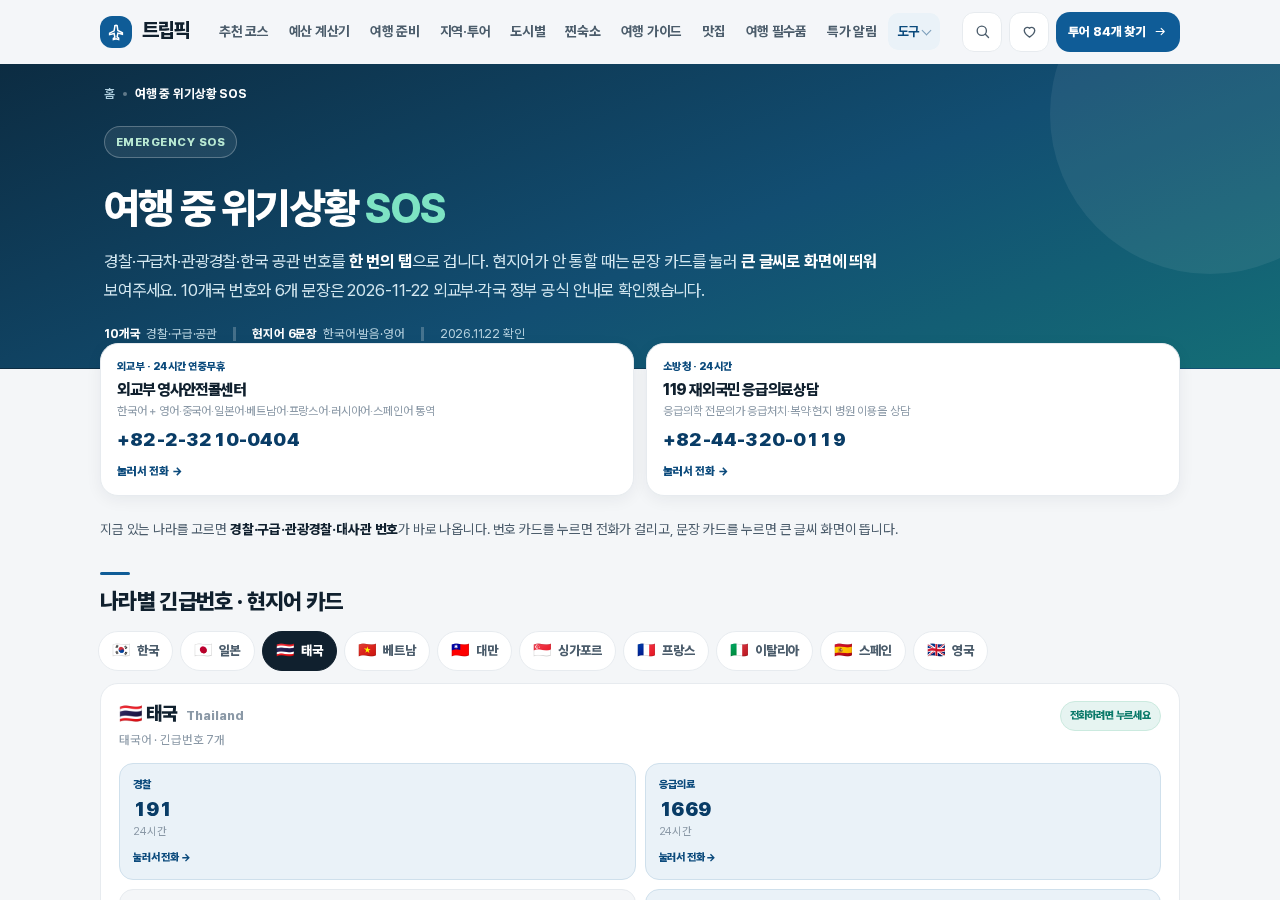 트립픽
추천 코스 예산 계산기 여행 준비 지역·투어 도시별 찐숙소 여행 가이드 맛집 여행 필수품 특가 알림 도구 투어 84개 찾기 →
홈 • 여행 중 위기상황 SOS
EMERGENCY SOS
여행 중 위기상황 SOS
경찰·구급차·관광경찰·한국 공관 번호를 한 번의 탭으로 겁니다. 현지어가 안 통할 때는 문장 카드를 눌러 큰 글씨로 화면에 띄워
보여주세요. 10개국 번호와 6개 문장은 2026-11-22 외교부·각국 정부 공식 안내로 확인했습니다.
10개국 경찰·구급·공관 현지어 6문장 한국어·발음·영어 2026.11.22 확인
외교부 · 24시간 연중무휴
외교부 영사안전콜센터
한국어 + 영어·중국어·일본어·베트남어·프랑스어·러시아어·스페인어 통역
+82-2-3210-0404
눌러서 전화 →
소방청 · 24시간
119 재외국민 응급의료상담
응급의학 전문의가 응급처치·복약·현지 병원 이용을 상담
+82-44-320-0119
눌러서 전화 →
지금 있는 나라를 고르면 경찰·구급·관광경찰·대사관 번호가 바로 나옵니다. 번호 카드를 누르면 전화가 걸리고, 문장 카드를 누르면 큰 글씨 화면이 뜹니다.
나라별 긴급번호 · 현지어 카드
한국 일본 태국 베트남 대만 싱가포르 프랑스 이탈리아 스페인 영국
태국 Thailand
전화하려면 누르세요
태국어 · 긴급번호 7개
경찰
191
24시간
눌러서 전화 →
응급의료
1669
24시간
눌러서 전화 →